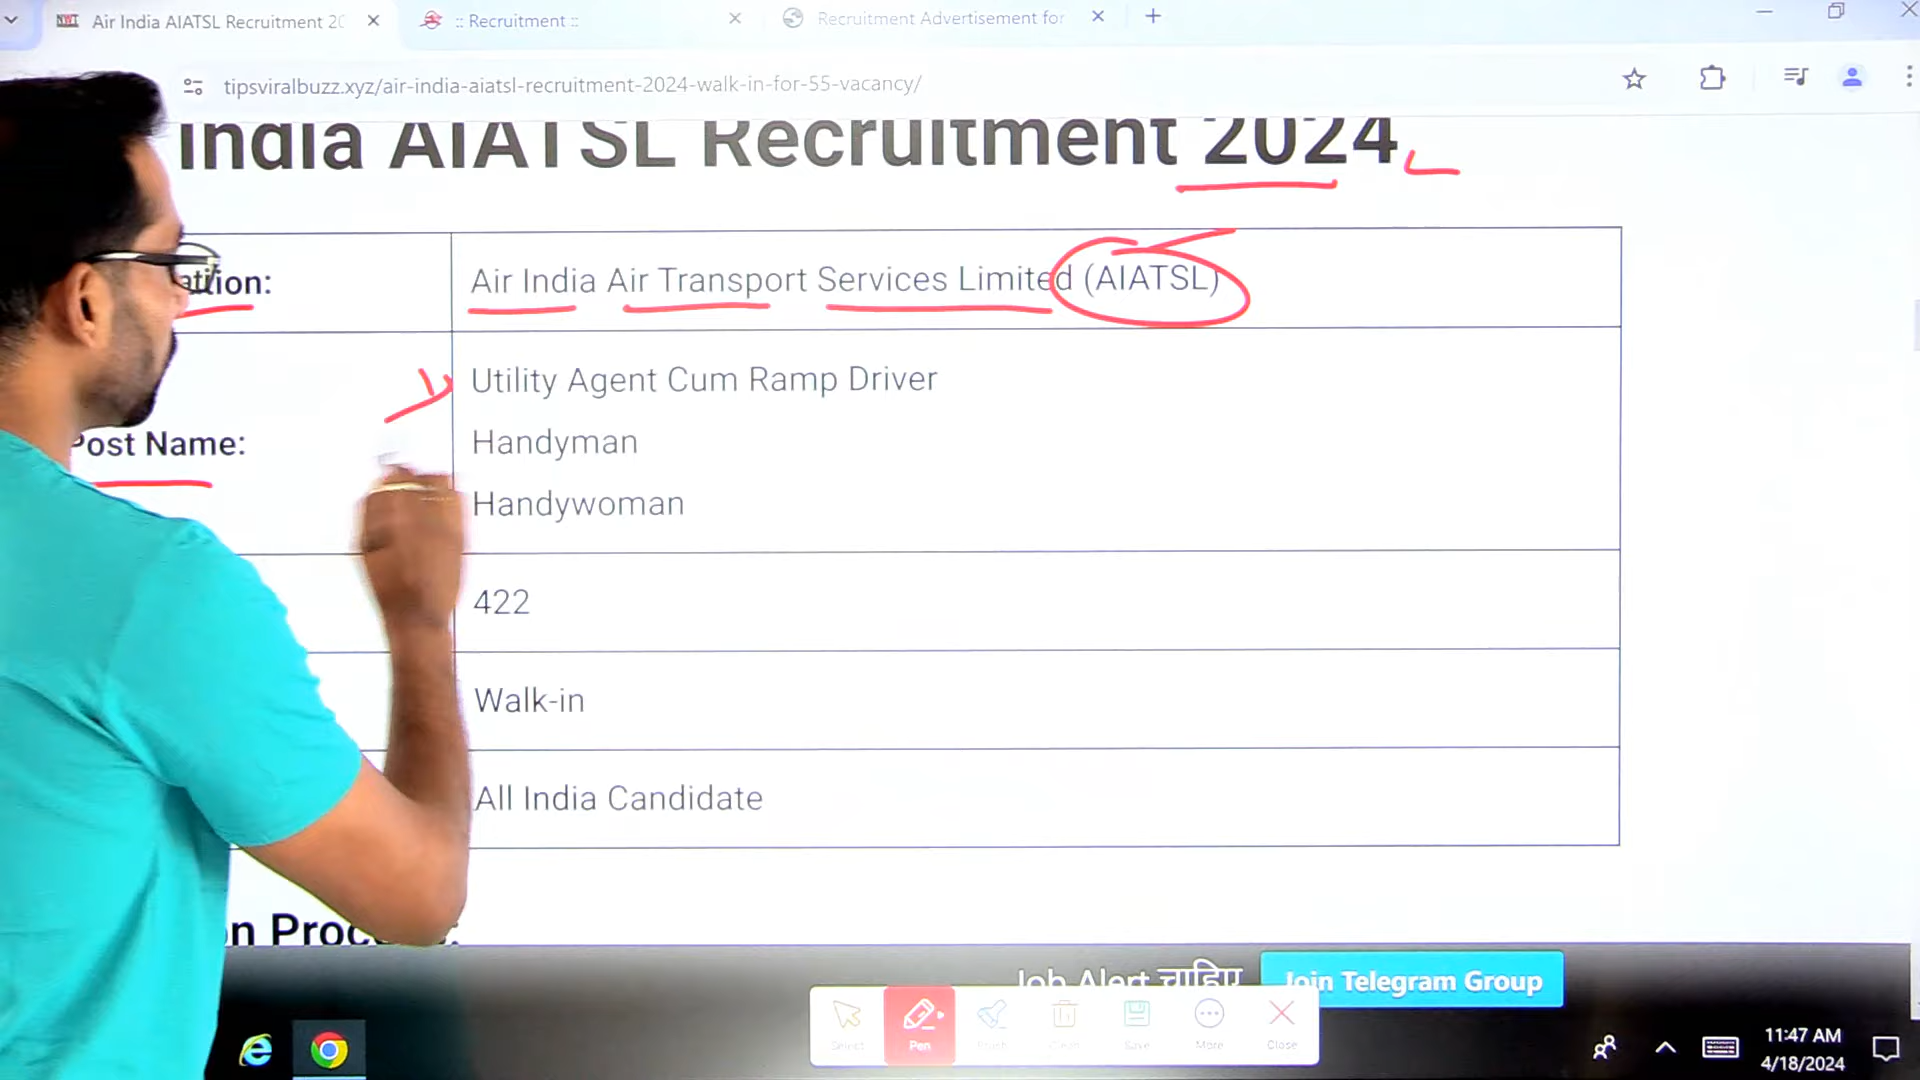 Air India AIATSL Recruitment 20
:: Recruitment ::
Recruitment Advertisement for
tipsviralbuzz.xyz/air-india-aiatsl-recruitment-2024-walk-in-for-55-vacancy/
India AIATSL Recruitment 2024
ation:
Air India Air Transport Services Limited (AIATSL)
Post Name:
Utility Agent Cum Ramp Driver
Handyman
Handywoman
422
Walk-in
All India Candidate
Job Alert चाहिए
Join Telegram Group
Select
Pen
Clean
Save
More
Close
11:47 AM
4/18/2024